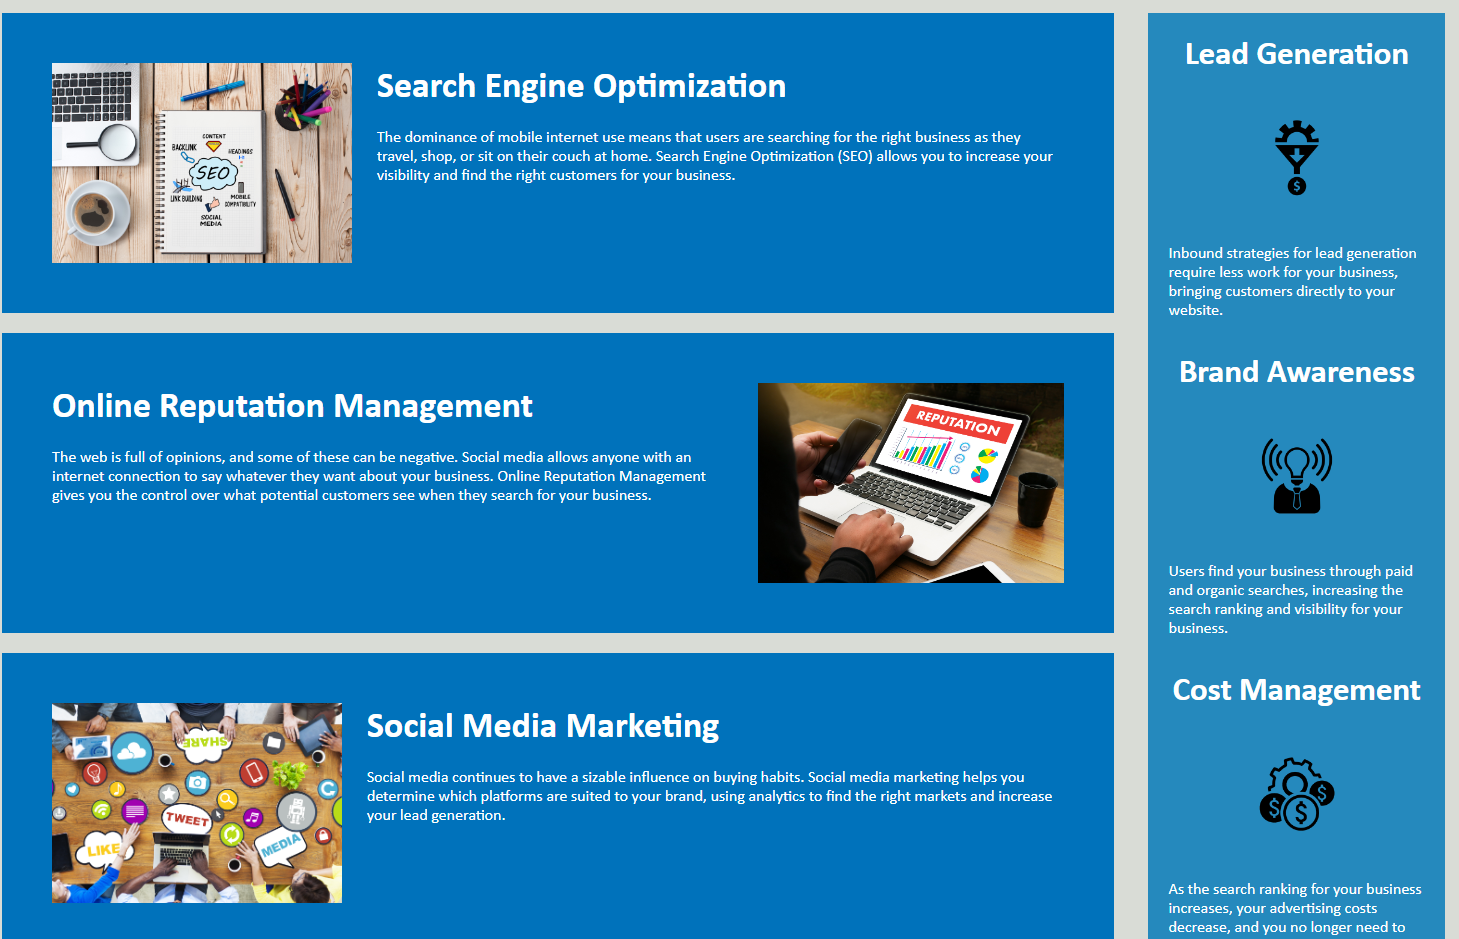 Search Engine Optimization
The dominance of mobile internet use means that users are searching for the right business as they
travel, shop, or sit on their couch at home. Search Engine Optimization (SEO) allows you to increase your
visibility and find the right customers for your business.
CONTENT
BACKLINK
HEADINGS
SEO
LINK BUILDING
MOBILE
COMPATIBILITY
SOCIAL
MEDIA
Online Reputation Management
The web is full of opinions, and some of these can be negative. Social media allows anyone with an
internet connection to say whatever they want about your business. Online Reputation Management
gives you the control over what potential customers see when they search for your business.
REPUTATION
Social Media Marketing
Social media continues to have a sizable influence on buying habits. Social media marketing helps you
determine which platforms are suited to your brand, using analytics to find the right markets and increase
your lead generation.
SHARE
TWEET
LIKE
MEDIA
Lead Generation
$
Inbound strategies for lead generation
require less work for your business,
bringing customers directly to your
website.
Brand Awareness
Users find your business through paid
and organic searches, increasing the
search ranking and visibility for your
business.
Cost Management
$ $ $
As the search ranking for your business
increases, your advertising costs
decrease, and you no longer need to